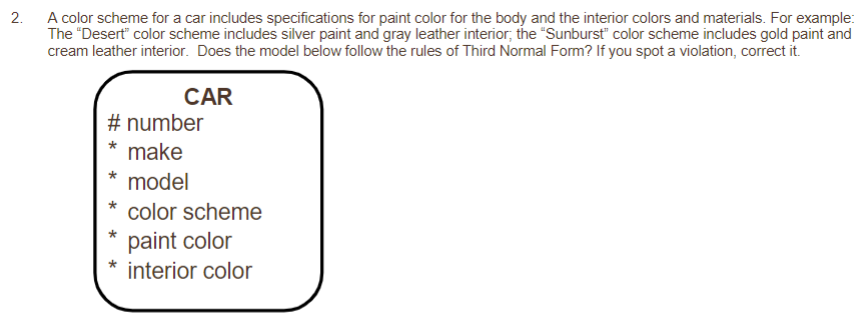 2. A color scheme for a car includes specifications for paint color for the body and the interior colors and materials. For example:
The "Desert" color scheme includes silver paint and gray leather interior; the "Sunburst" color scheme includes gold paint and
cream leather interior. Does the model below follow the rules of Third Normal Form? If you spot a violation, correct it.
CAR
# number
* make
* model
* color scheme
* paint color
* interior color